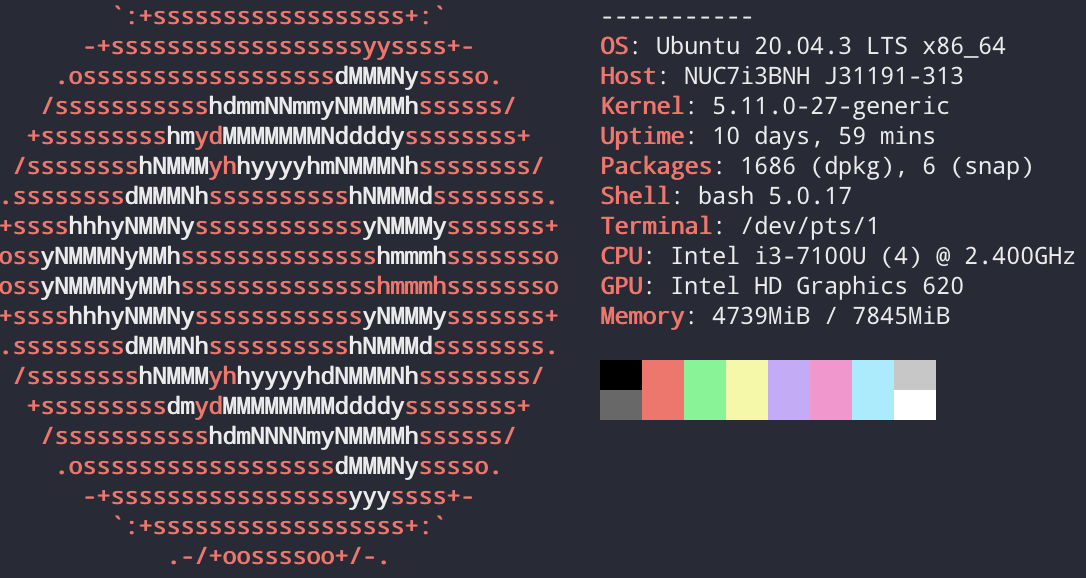 `:+ssssssssssssssssss+:`
-+ssssssssssssssssssyyssss+-
.ossssssssssssssssssdMMMNysssso.
/ssssssssssshdmmNNmmyNMMMMhssssss/
+ssssssssshmydMMMMMMMNddddyssssssss+
/sssssssshNMMMyhhyyyyhmNMMMNhssssssss/
.ssssssssdMMMNhsssssssssshNMMMdssssssss.
+sssshhhyNMMNyssssssssssssyNMMMysssssss+
ossyNMMMNyMMhsssssssssssssshmmmhssssssso
ossyNMMMNyMMhsssssssssssssshmmmhssssssso
+sssshhhyNMMNyssssssssssssyNMMMysssssss+
.ssssssssdMMMNhsssssssssshNMMMdssssssss.
/sssssssshNMMMyhhyyyyhdNMMMNhssssssss/
+sssssssssdmydMMMMMMMMddddyssssssss+
/ssssssssssshdmNNNNmyNMMMMhssssss/
.ossssssssssssssssssdMMMNysssso.
-+sssssssssssssssssyyyssss+-
`:+ssssssssssssssssss+:`
.-/+oossssoo+/-.
-----------
OS: Ubuntu 20.04.3 LTS x86_64
Host: NUC7i3BNH J31191-313
Kernel: 5.11.0-27-generic
Uptime: 10 days, 59 mins
Packages: 1686 (dpkg), 6 (snap)
Shell: bash 5.0.17
Terminal: /dev/pts/1
CPU: Intel i3-7100U (4) @ 2.400GHz
GPU: Intel HD Graphics 620
Memory: 4739MiB / 7845MiB